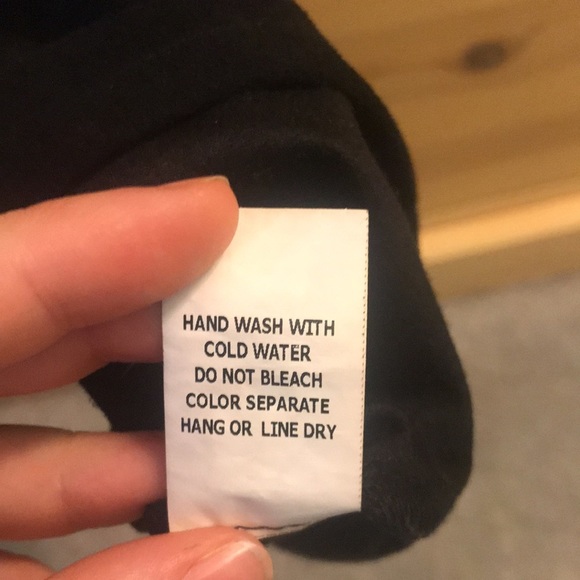 HAND WASH WITH
COLD WATER
DO NOT BLEACH
COLOR SEPARATE
HANG OR LINE DRY